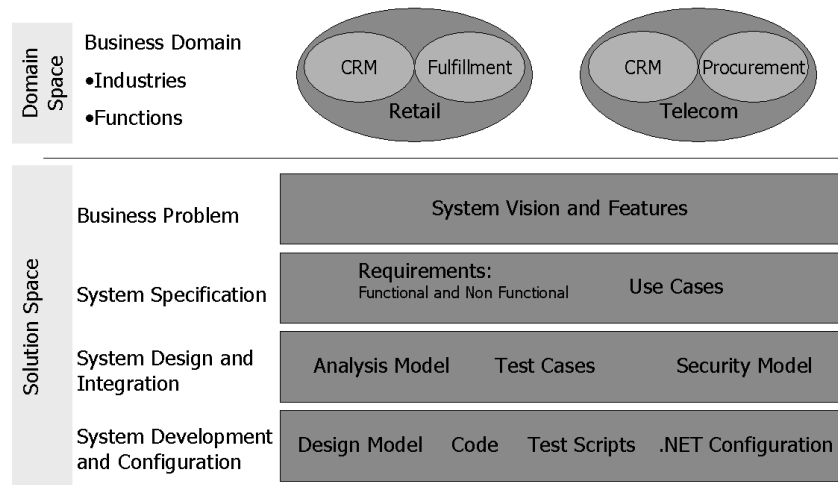 Domain Space
Business Domain
•Industries
•Functions
CRM
Fulfillment
Retail
CRM
Procurement
Telecom
Solution Space
Business Problem
System Vision and Features
System Specification
Requirements:
Functional and Non Functional
Use Cases
System Design and
Integration
Analysis Model
Test Cases
Security Model
System Development
and Configuration
Design Model
Code
Test Scripts
.NET Configuration